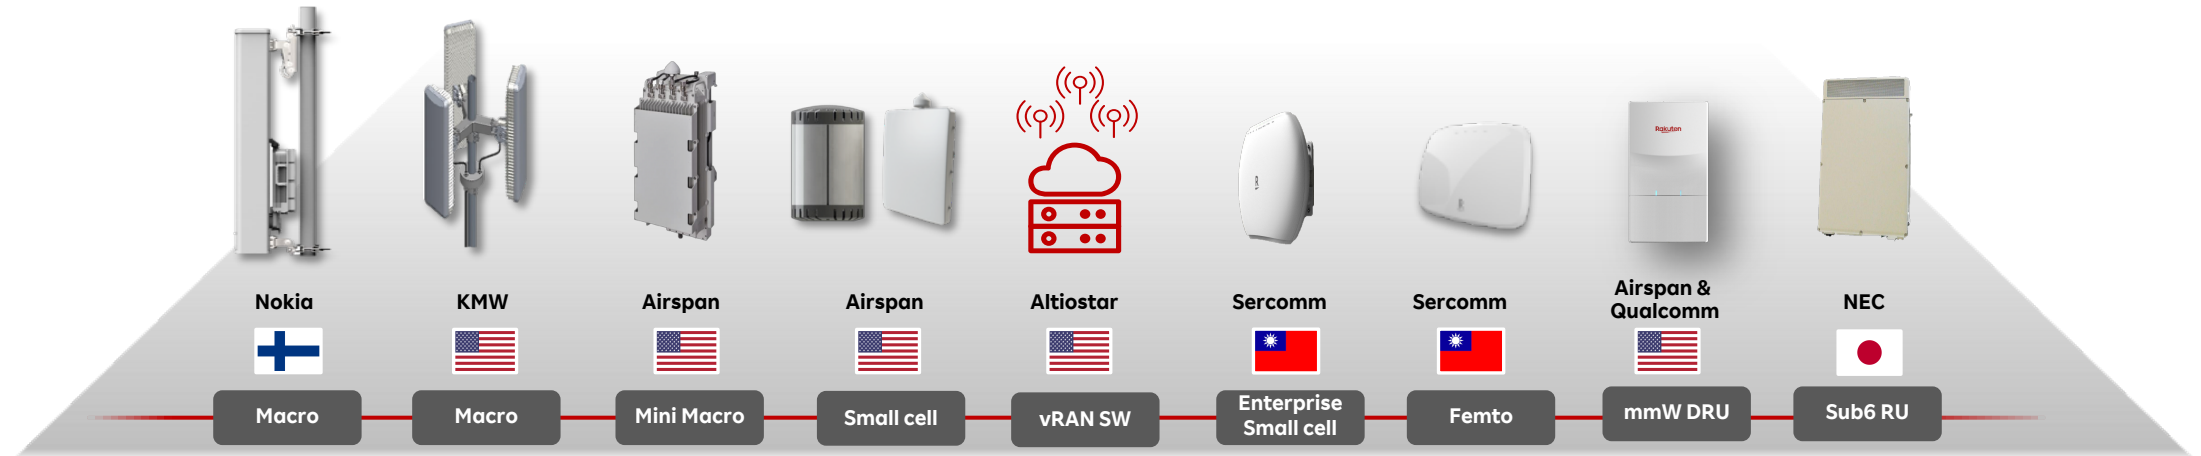 Rakuten
Nokia
KMW
Airspan
Airspan
Altiostar
Sercomm
Sercomm
Airspan &
Qualcomm
NEC
Macro
Macro
Mini Macro
Small cell
vRAN SW
Enterprise
Small cell
Femto
mmW DRU
Sub6 RU